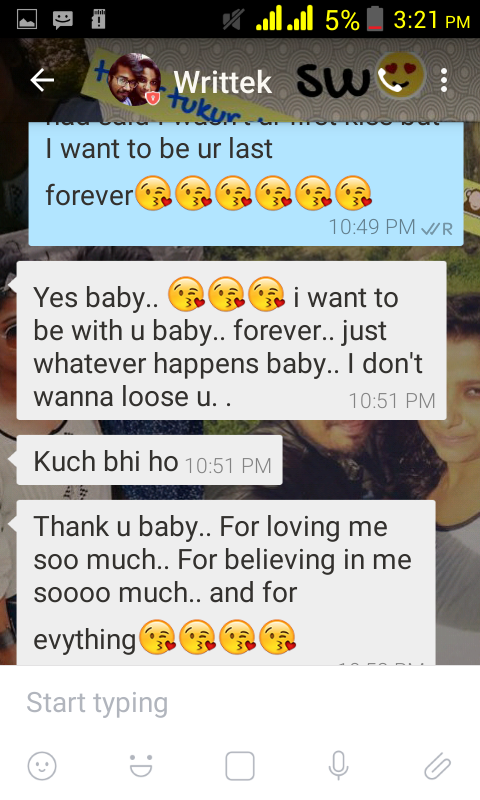 5% 3:21 PM
Writtek
SW
tukur
I want to be ur last
forever😘😘😘😘😘😘
10:49 PM ✓✓R
Yes baby.. 😘😘😘 i want to
be with u baby.. forever.. just
whatever happens baby.. I don't
wanna loose u. . 10:51 PM
Kuch bhi ho 10:51 PM
Thank u baby.. For loving me
soo much.. For believing in me
soooo much.. and for
evything😘😘😘😘
Start typing